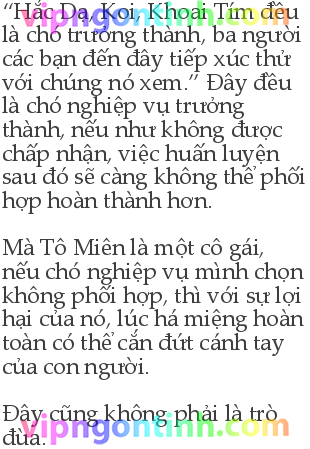 vipngontinh.com
“Hắc Dạ, Koi, Khoai Tím đều
là chó trưởng thành, ba người
các bạn đến đây tiếp xúc thử
với chúng nó xem.” Đây đều
là chó nghiệp vụ trưởng
thành, nếu như không được
chấp nhận, việc huấn luyện
sau đó sẽ càng không thể phối
hợp hoàn thành hơn.
Mà Tô Miên là một cô gái,
nếu chó nghiệp vụ mình chọn
không phối hợp, thì với sự lợi
hại của nó, lúc há miệng hoàn
toàn có thể cắn đứt cánh tay
của con người.
Đây cũng không phải là trò
đùa.
vipngontinh.com